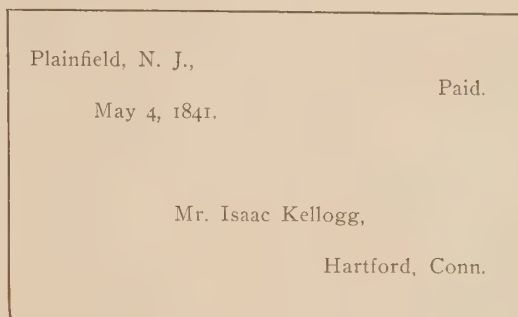 Plainfield, N. J.,
Paid.
May 4, 1841.
Mr. Isaac Kellogg,
Hartford, Conn.